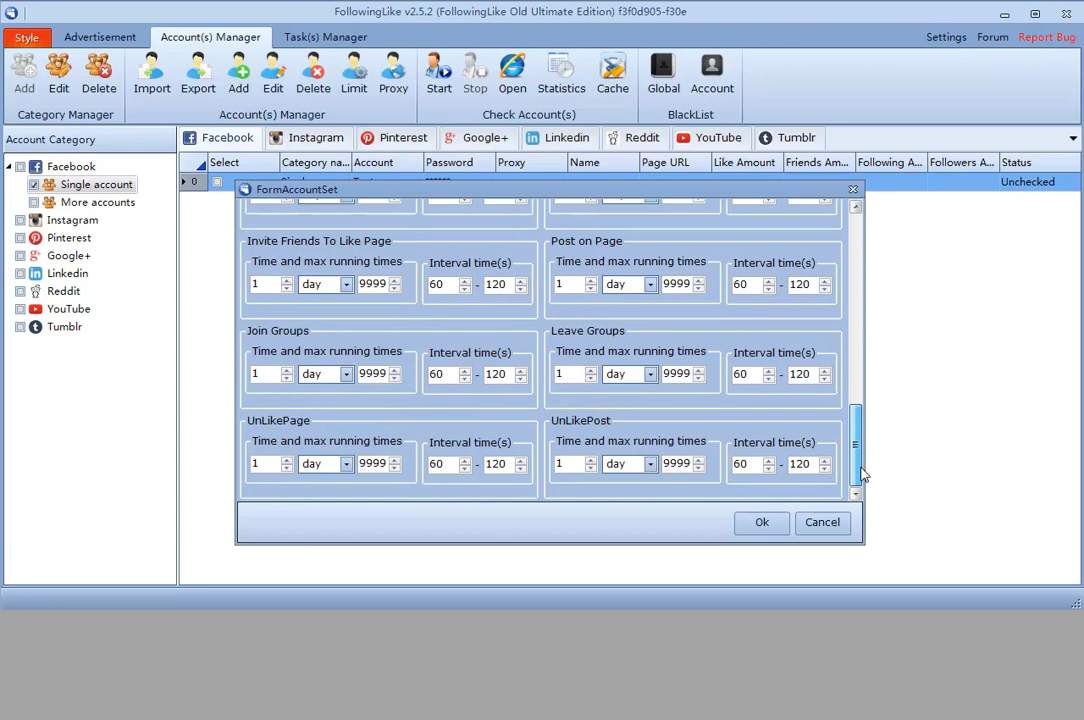 FollowingLike v2.5.2 (FollowingLike Old Ultimate Edition) f3f0d905-f30e
Style Advertisement Account(s) Manager Task(s) Manager Settings Forum Report Bug
Add Edit Delete Import Export Add Edit Delete Limit Proxy Start Stop Open Statistics Cache Global Account
Category Manager Account(s) Manager Check Account(s) BlackList
Account Category
Facebook
Single account
More accounts
Instagram
Pinterest
Google+
Linkedin
Reddit
YouTube
Tumblr
Facebook Instagram Pinterest Google+ Linkedin Reddit YouTube Tumblr
Select Category na... Account Password Proxy Name Page URL Like Amount Friends Am... Following A... Followers A... Status
0 Unchecked
FormAccountSet
Invite Friends To Like Page Post on Page
Time and max running times Interval time(s) Time and max running times Interval time(s)
1 day 9999 60 - 120 1 day 9999 60 - 120
Join Groups Leave Groups
Time and max running times Interval time(s) Time and max running times Interval time(s)
1 day 9999 60 - 120 1 day 9999 60 - 120
UnLikePage UnLikePost
Time and max running times Interval time(s) Time and max running times Interval time(s)
1 day 9999 60 - 120 1 day 9999 60 - 120
Ok Cancel